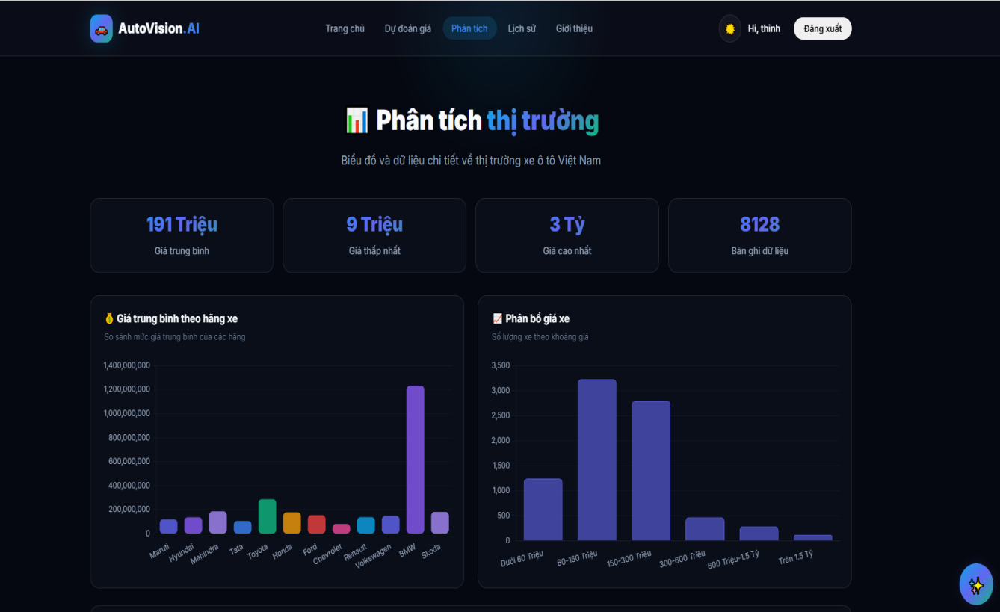 AutoVision.AI
Trang chủ Dự đoán giá Phân tích Lịch sử Giới thiệu
Hi, thinh
Đăng xuất
Phân tích thị trường
Biểu đồ và dữ liệu chi tiết về thị trường xe ô tô Việt Nam
191 Triệu
Giá trung bình
9 Triệu
Giá thấp nhất
3 Tỷ
Giá cao nhất
8128
Bản ghi dữ liệu
Giá trung bình theo hãng xe
So sánh mức giá trung bình của các hãng
1,400,000,000
1,200,000,000
1,000,000,000
800,000,000
600,000,000
400,000,000
200,000,000
0
Maruti
Hyundai
Mahindra
Tata
Toyota
Honda
Ford
Chevrolet
Renault
Volkswagen
BMW
Skoda
Phân bổ giá xe
Số lượng xe theo khoảng giá
3,500
3,000
2,500
2,000
1,500
1,000
500
0
Dưới 60 Triệu
60-150 Triệu
150-300 Triệu
300-600 Triệu
600 Triệu-1.5 Tỷ
Trên 1.5 Tỷ